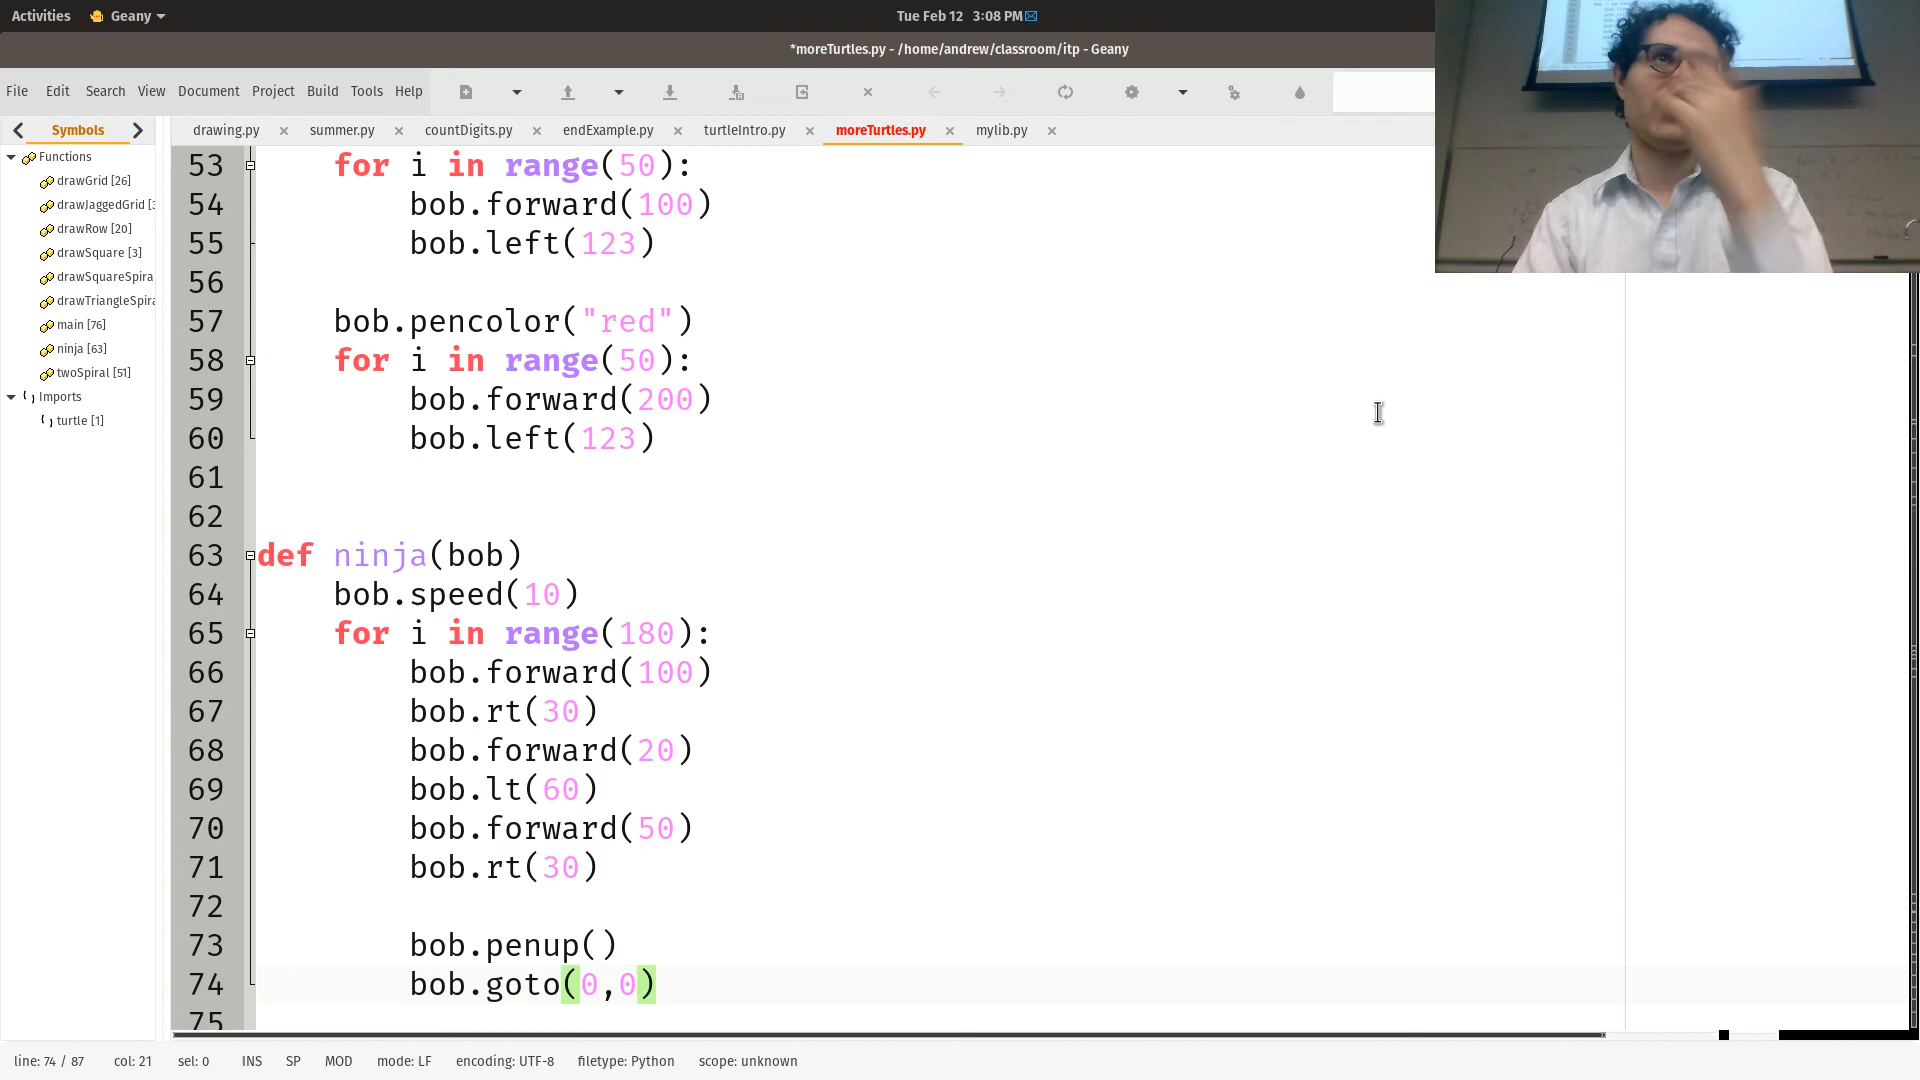 Activities Geany Tue Feb 12 3:08 PM
*moreTurtles.py - /home/andrew/classroom/itp - Geany
File Edit Search View Document Project Build Tools Help
Symbols drawing.py summer.py countDigits.py endExample.py turtleIntro.py moreTurtles.py mylib.py
Functions
drawGrid [26]
drawJaggedGrid [3
drawRow [20]
drawSquare [3]
drawSquareSpira
drawTriangleSpira
main [76]
ninja [63]
twoSpiral [51]
Imports
turtle [1]
53 for i in range(50):
54 bob.forward(100)
55 bob.left(123)
56
57 bob.pencolor("red")
58 for i in range(50):
59 bob.forward(200)
60 bob.left(123)
61
62
63 def ninja(bob)
64 bob.speed(10)
65 for i in range(180):
66 bob.forward(100)
67 bob.rt(30)
68 bob.forward(20)
69 bob.lt(60)
70 bob.forward(50)
71 bob.rt(30)
72
73 bob.penup()
74 bob.goto(0,0)
75
line: 74 / 87 col: 21 sel: 0 INS SP MOD mode: LF encoding: UTF-8 filetype: Python scope: unknown